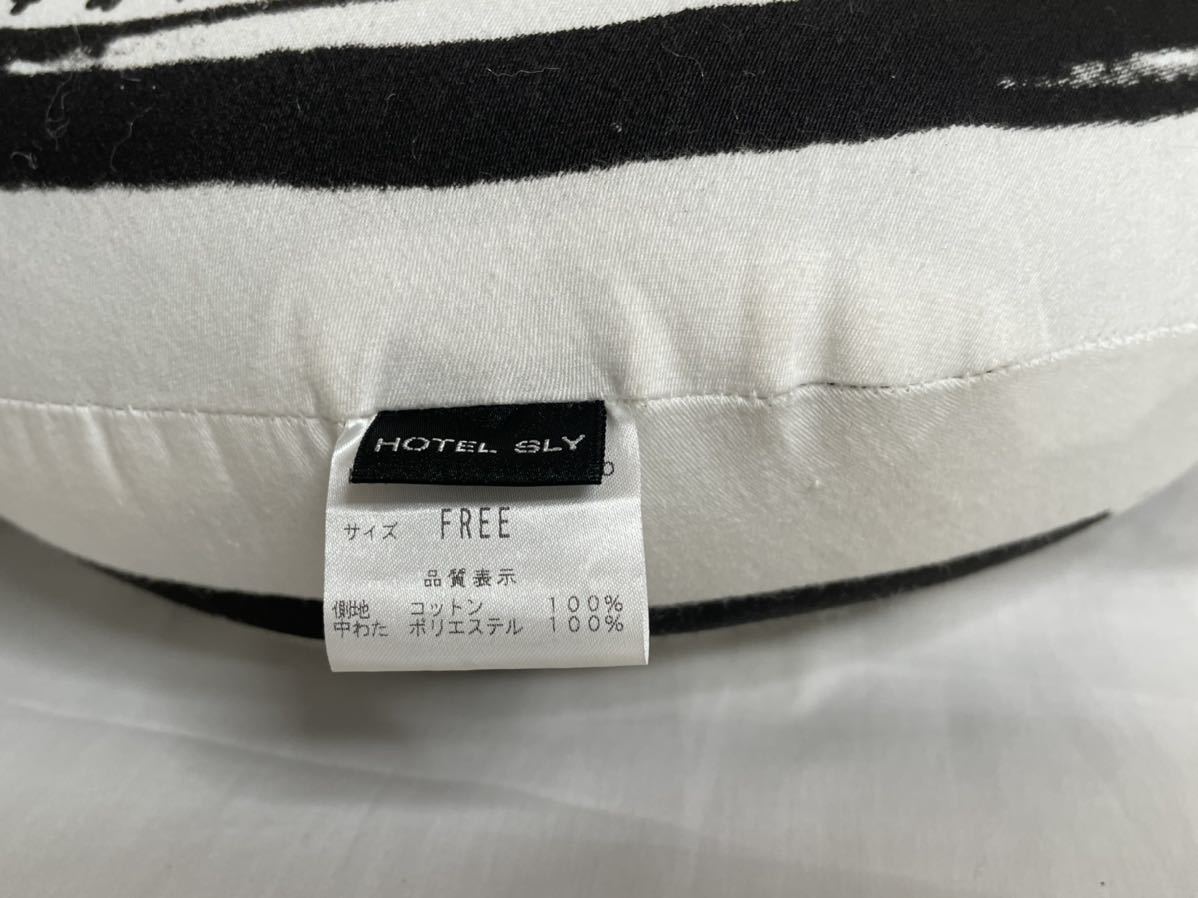 HOTEL SLY
サイズ FREE
品質表示
側地 コットン 100%
中わた ポリエステル 100%